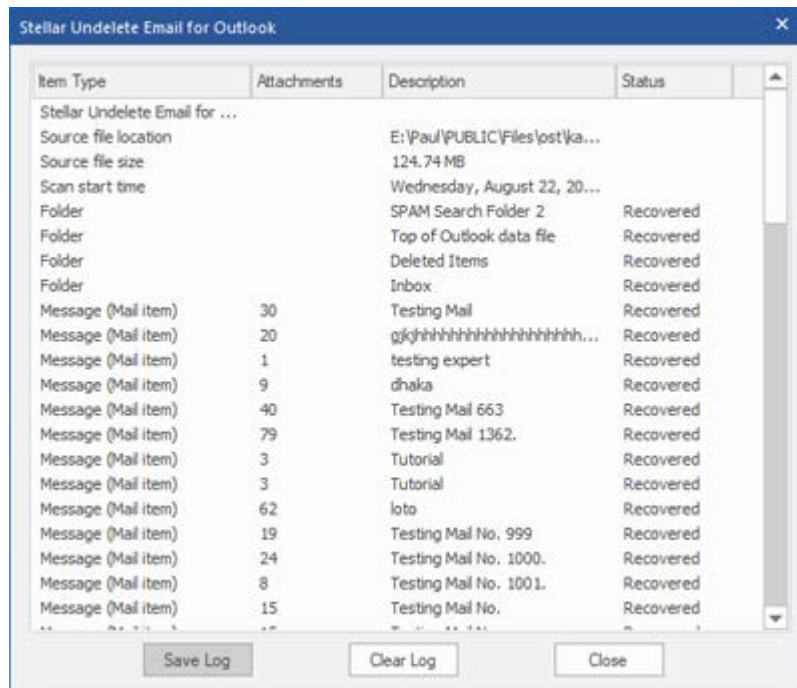 Stellar Undelete Email for Outlook
Item Type Attachments Description Status
Stellar Undelete Email for ...
Source file location E:\Paul\PUBLIC\Files\ost\ka...
Source file size 124.74 MB
Scan start time Wednesday, August 22, 20...
Folder SPAM Search Folder 2 Recovered
Folder Top of Outlook data file Recovered
Folder Deleted Items Recovered
Folder Inbox Recovered
Message (Mail item) 30 Testing Mail Recovered
Message (Mail item) 20 Recovered
Message (Mail item) 1 testing expert Recovered
Message (Mail item) 9 dhaka Recovered
Message (Mail item) 40 Testing Mail 663 Recovered
Message (Mail item) 79 Testing Mail 1362. Recovered
Message (Mail item) 3 Tutorial Recovered
Message (Mail item) 3 Tutorial Recovered
Message (Mail item) 62 loto Recovered
Message (Mail item) 19 Testing Mail No. 999 Recovered
Message (Mail item) 24 Testing Mail No. 1000. Recovered
Message (Mail item) 8 Testing Mail No. 1001. Recovered
Message (Mail item) 15 Testing Mail No. Recovered
Save Log Clear Log Close